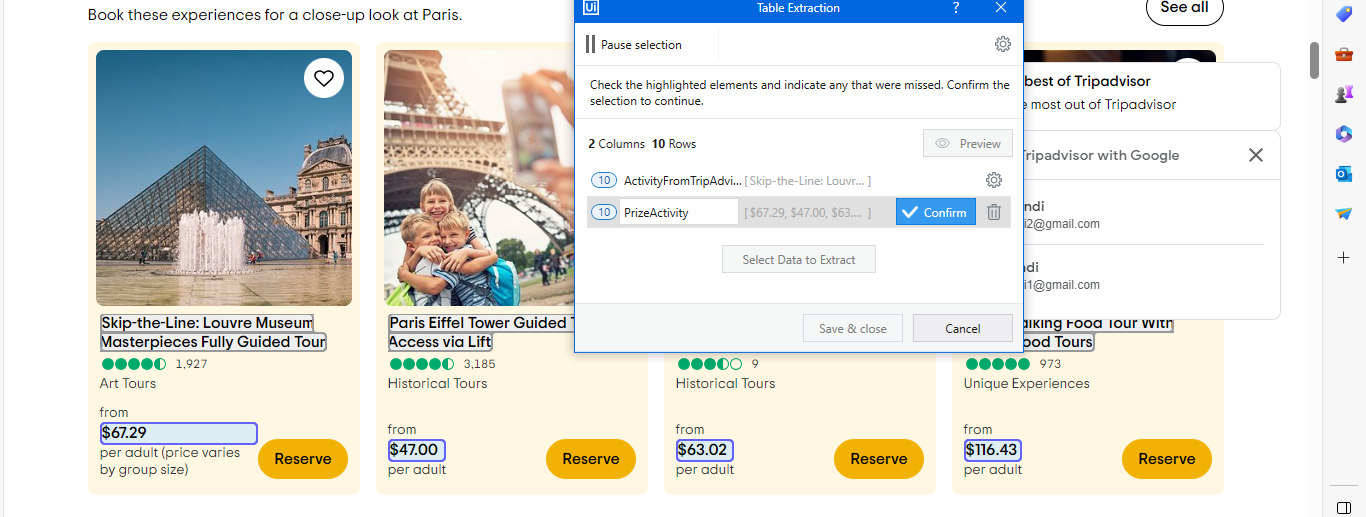 Book these experiences for a close-up look at Paris.
See all
Ui
Table Extraction
?
Pause selection
Check the highlighted elements and indicate any that were missed. Confirm the
selection to continue.
2 Columns 10 Rows
Preview
10 ActivityFromTripAdvi... [Skip-the-Line: Louvr... ]
10 PrizeActivity [$67.29, $47.00, $63.... ]
Confirm
Select Data to Extract
Save & close
Cancel
best of Tripadvisor
e most out of Tripadvisor
Tripadvisor with Google
ndi
i2@gmail.com
di
i1@gmail.com
Skip-the-Line: Louvre Museum
Masterpieces Fully Guided Tour
1,927
Art Tours
from
$67.29
per adult (price varies
by group size)
Reserve
Paris Eiffel Tower Guided T
Access via Lift
3,185
Historical Tours
from
$47.00
per adult
Reserve
9
Historical Tours
from
$63.02
per adult
Reserve
alking Food Tour With
ood Tours
973
Unique Experiences
from
$116.43
per adult
Reserve